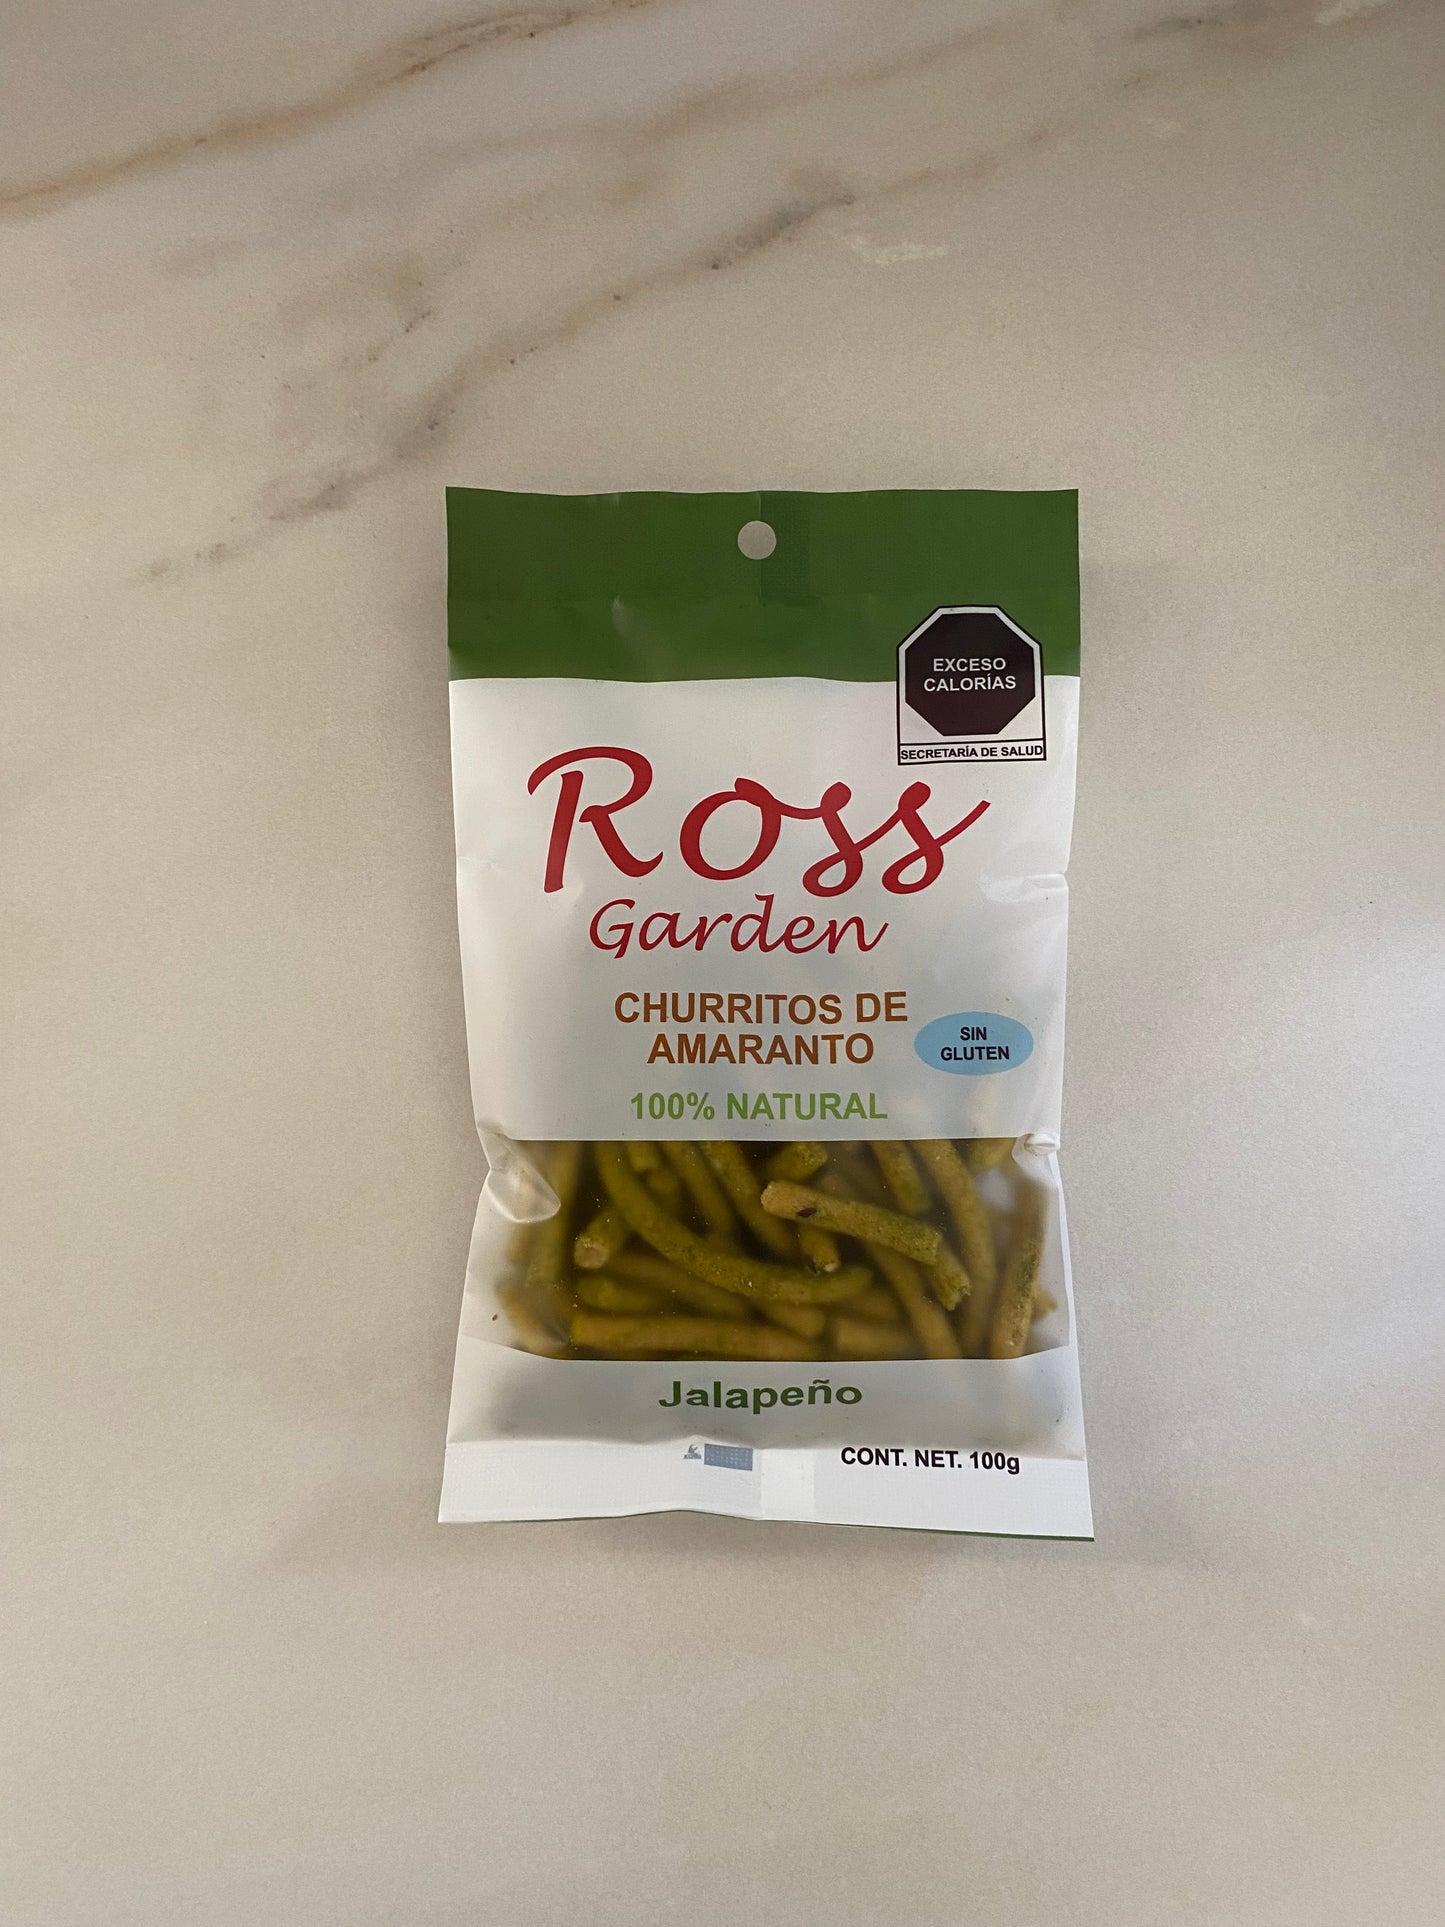 EXCESO
CALORÍAS
SECRETARÍA DE SALUD
Ross
Garden
CHURRITOS DE
AMARANTO
SIN
GLUTEN
100% NATURAL
Jalapeño
CONT. NET. 100g